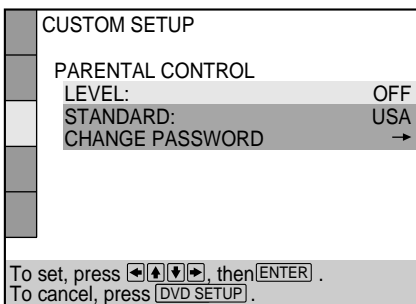 CUSTOM SETUP
PARENTAL CONTROL
LEVEL: OFF
STANDARD: USA
CHANGE PASSWORD →
To set, press ←↑↓→, then ENTER .
To cancel, press DVD SETUP .